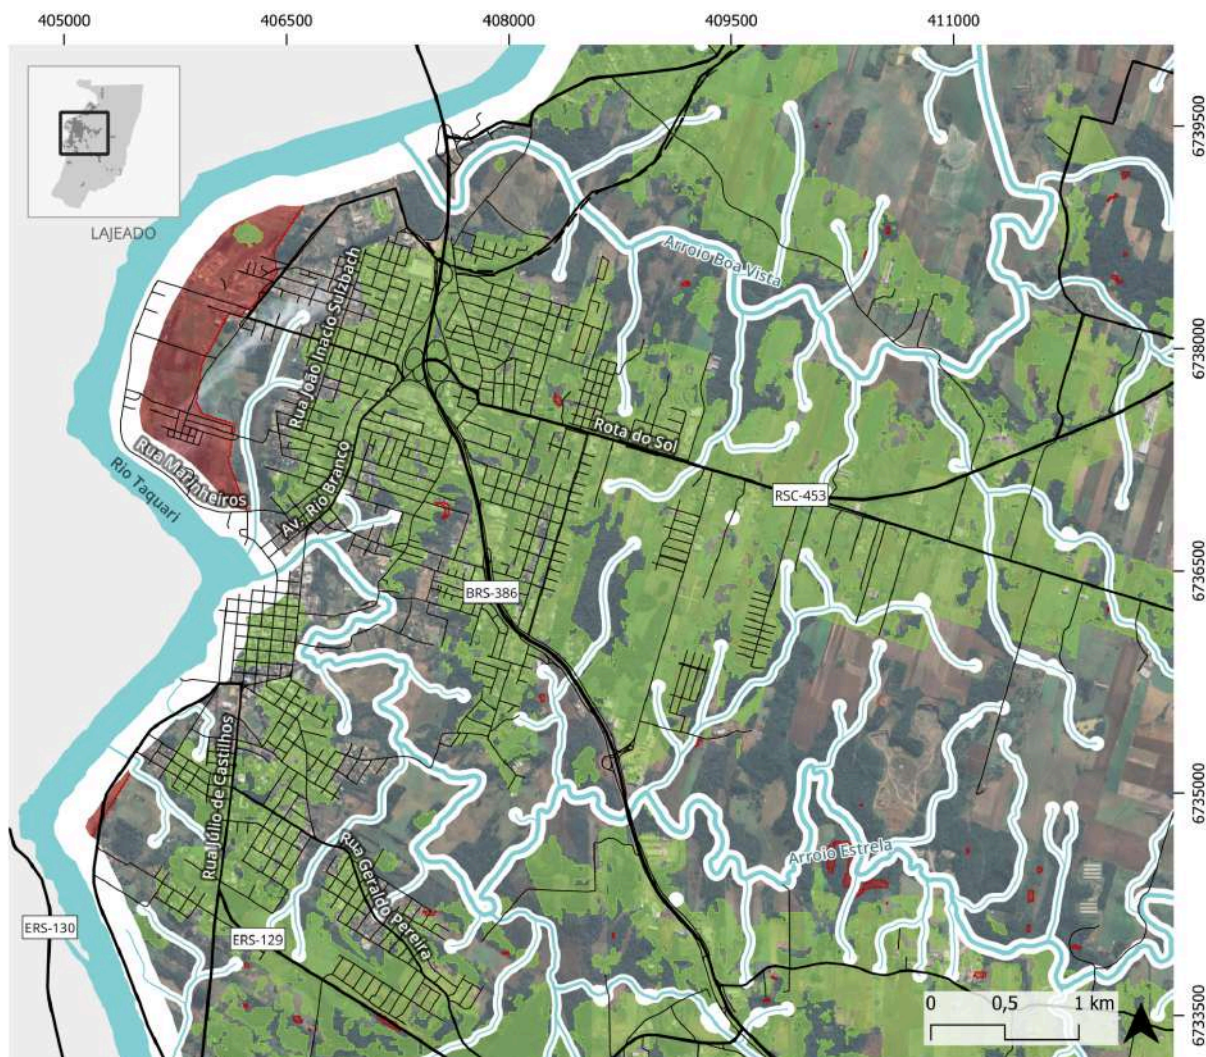 405000
406500
408000
409500
411000
LAJEADO
6739500
Arroio Boa Vista
Rua João Inácio Sulzbach
6738000
Rota do Sol
Rua Marinheiros
Rio Taquari
Av. Rio Branco
RSC-453
BRS-386
6736500
Rua Júlio de Castilhos
6735000
Rua Geraldo Pereira
Arroio Estrela
ERS-130
ERS-129
0 0,5 1 km
6733500